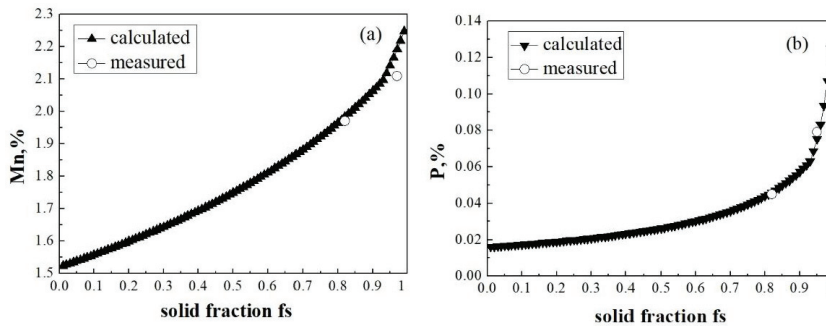 2.3
2.2
2.1
2.0
1.9
1.8
1.7
1.6
1.5
Mn,%
calculated
measured
(a)
0.0 0.1 0.2 0.3 0.4 0.5 0.6 0.7 0.8 0.9 1
solid fraction fs
0.14
0.12
0.10
0.08
0.06
0.04
0.02
0.00
P,%
calculated
measured
(b)
0.0 0.1 0.2 0.3 0.4 0.5 0.6 0.7 0.8 0.9
solid fraction fs